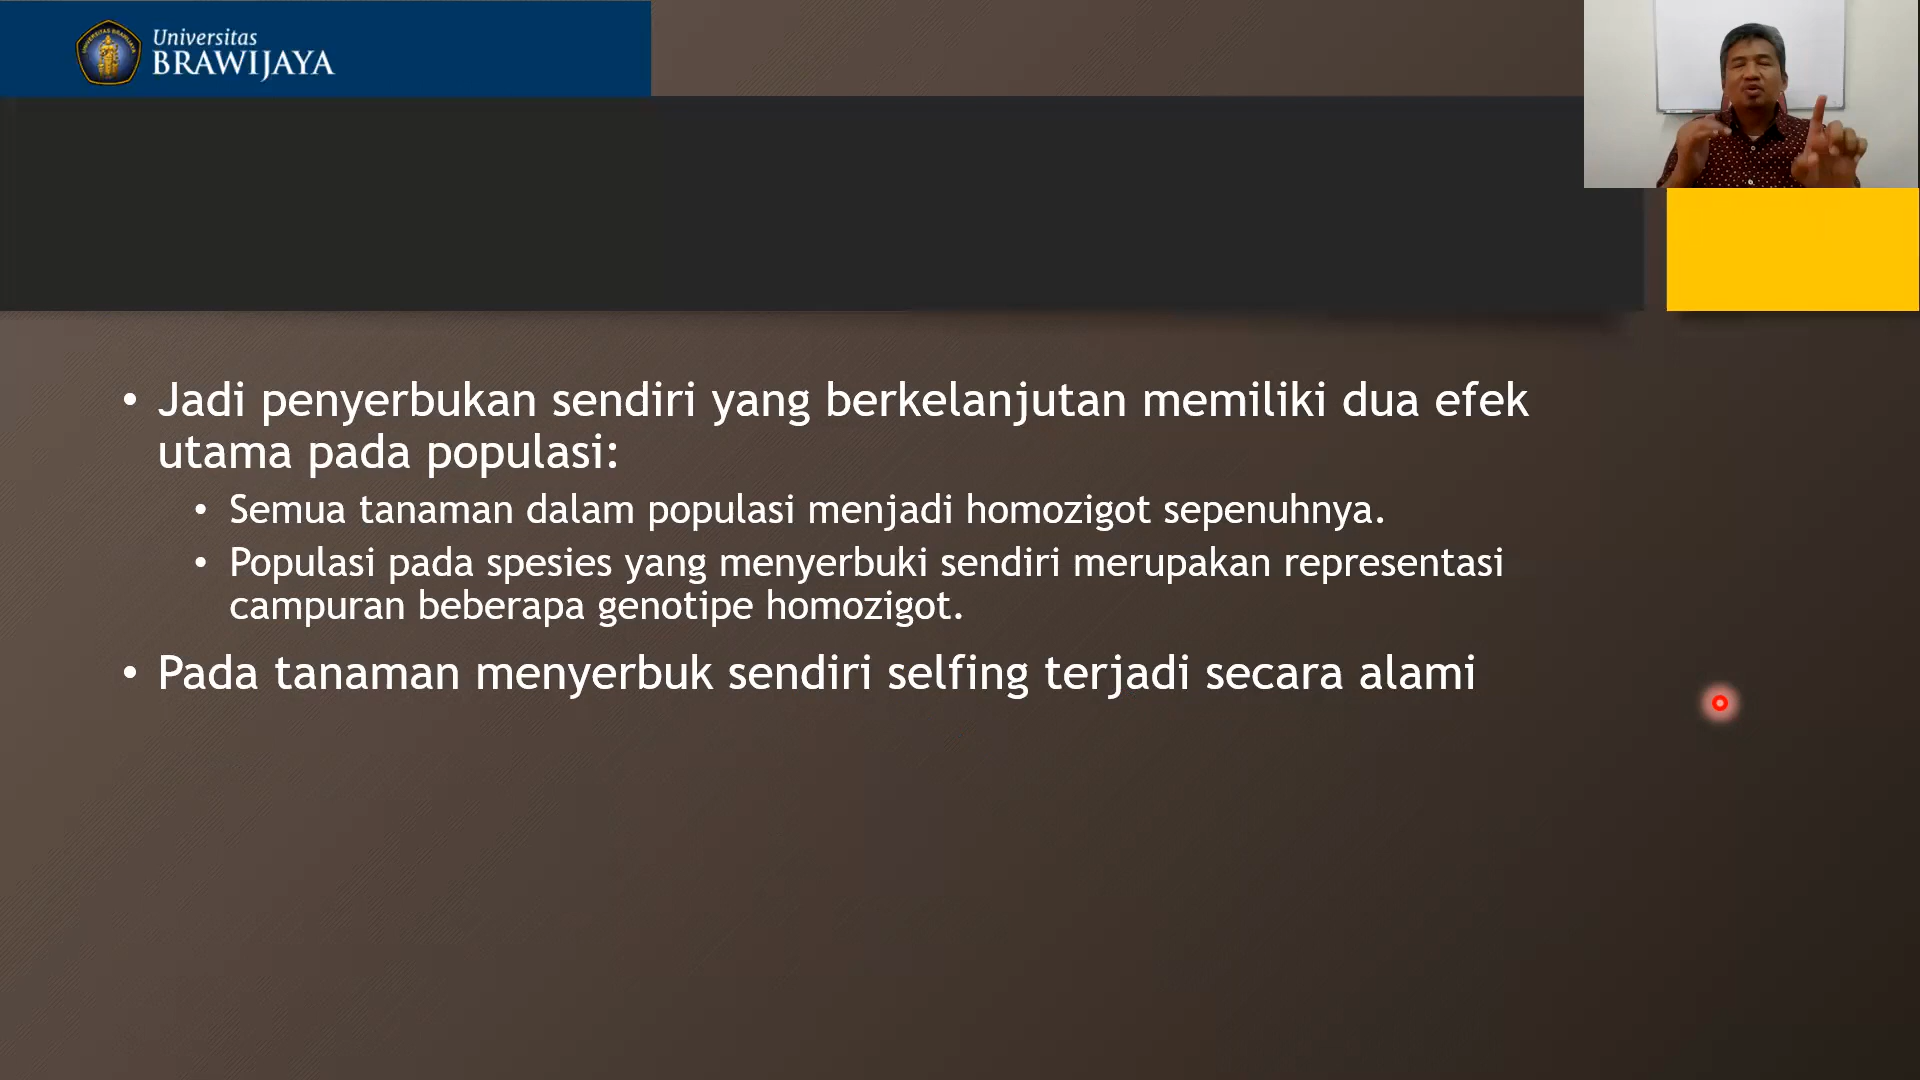 Universitas
BRAWIJAYA
• Jadi penyerbukan sendiri yang berkelanjutan memiliki dua efek
utama pada populasi:
• Semua tanaman dalam populasi menjadi homozigot sepenuhnya.
• Populasi pada spesies yang menyerbuki sendiri merupakan representasi
campuran beberapa genotipe homozigot.
• Pada tanaman menyerbuk sendiri selfing terjadi secara alami